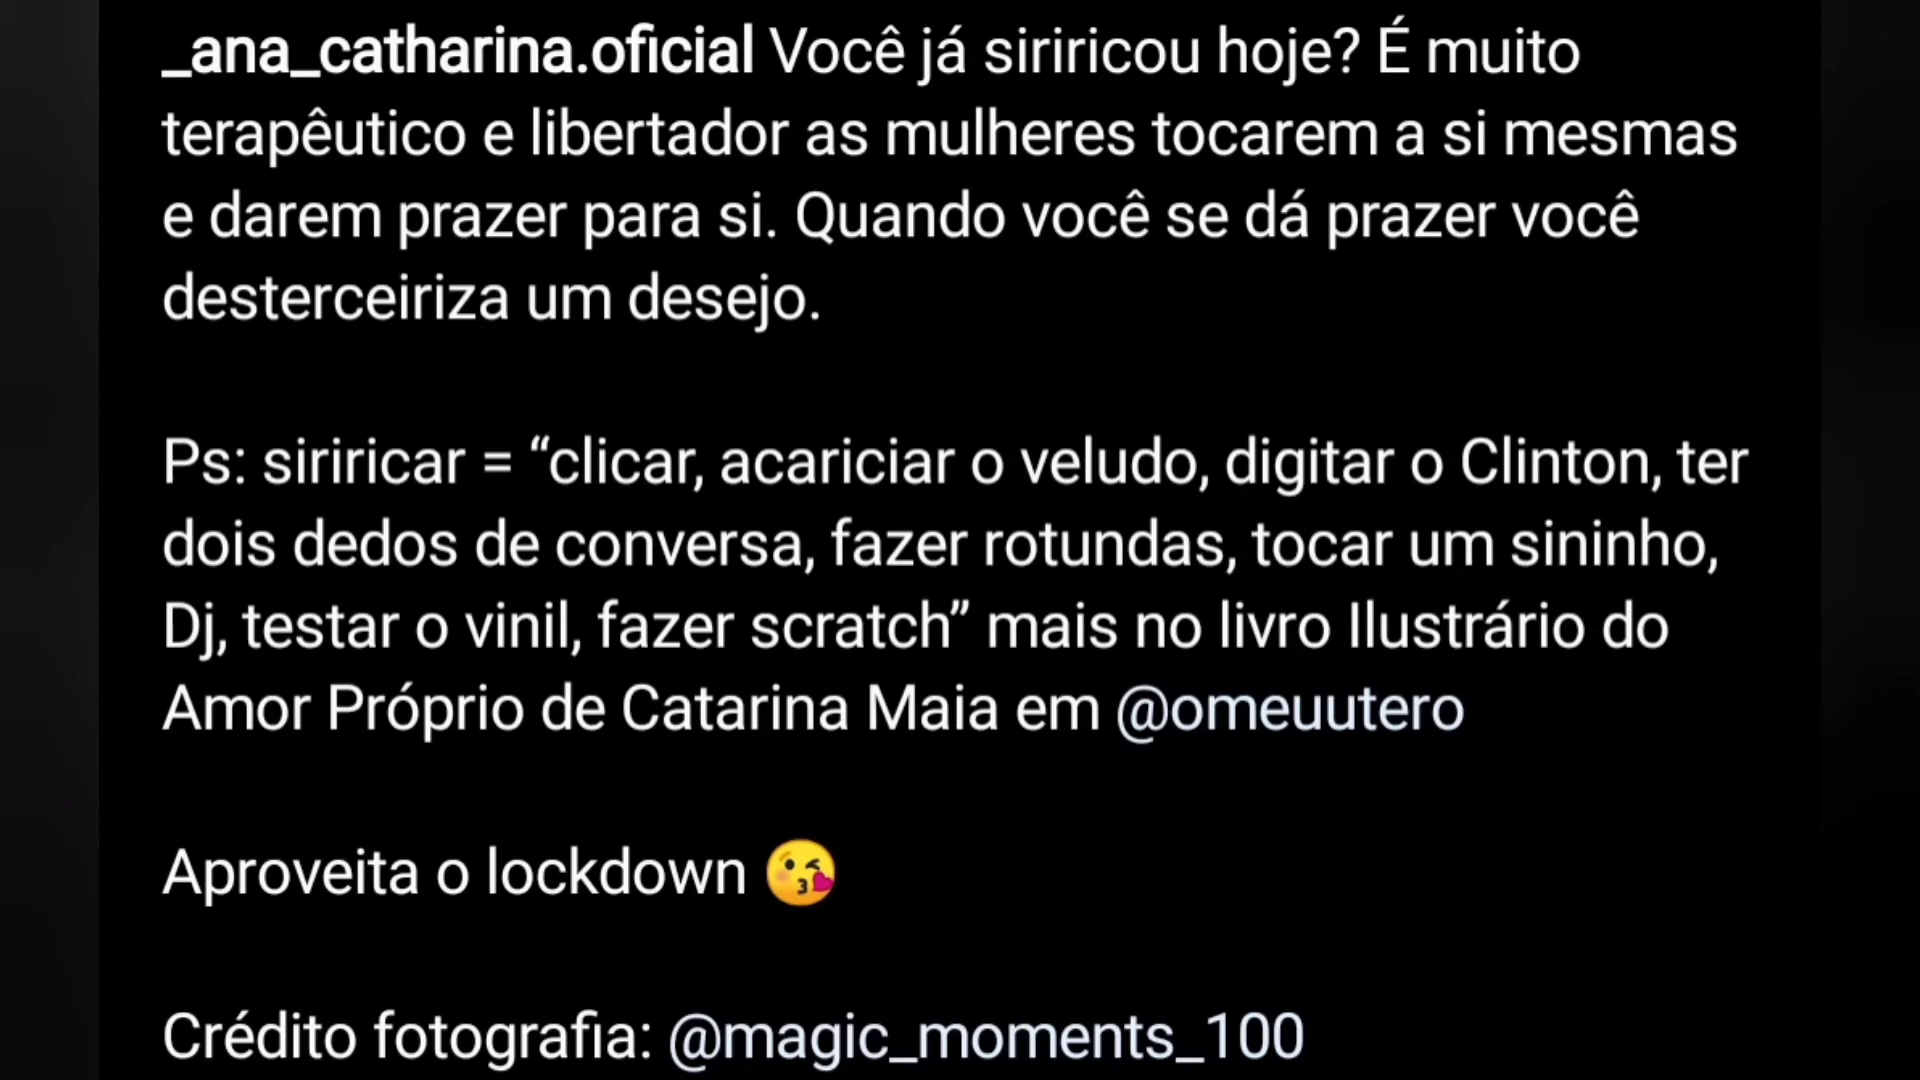 _ana_catharina.oficial Você já siriricou hoje? É muito
terapêutico e libertador as mulheres tocarem a si mesmas
e darem prazer para si. Quando você se dá prazer você
desterceiriza um desejo.
Ps: siriricar = “clicar, acariciar o veludo, digitar o Clinton, ter
dois dedos de conversa, fazer rotundas, tocar um sininho,
Dj, testar o vinil, fazer scratch” mais no livro Ilustrário do
Amor Próprio de Catarina Maia em @omeuutero
Aproveita o lockdown 😘
Crédito fotografia: @magic_moments_100